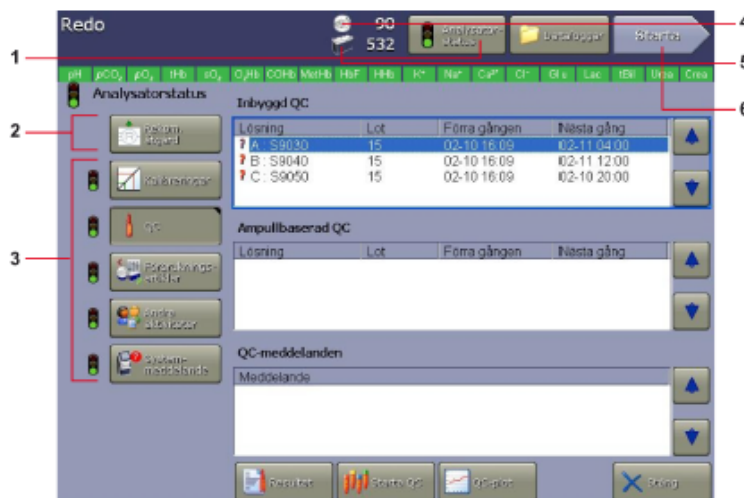 Redo
90
532
Analysator-
status
Datalogger
Starta
pH pCO₂ pO₂ tHb sO₂ O₂Hb COHb MetHb HbF HHb K⁺ Na⁺ Ca²⁺ Cl⁻ Glu Lac tBil Urea Crea
Analysatorstatus
Rekom.
åtgärd
Kalibreringar
QC
Förbruknings-
artiklar
Andra
aktiviteter
System-
meddelande
Inbyggd QC
Lösning Lot Förra gången Nästa gång
? A : S9030 15 02-10 16:09 02-11 04:00
? B : S9040 15 02-10 16:09 02-11 12:00
? C : S9050 15 02-10 16:09 02-10 20:00
Ampullbaserad QC
Lösning Lot Förra gången Nästa gång
QC-meddelanden
Meddelande
Resultat
Starta QC
QC-plot
Stäng
1
2
3
4
5
6